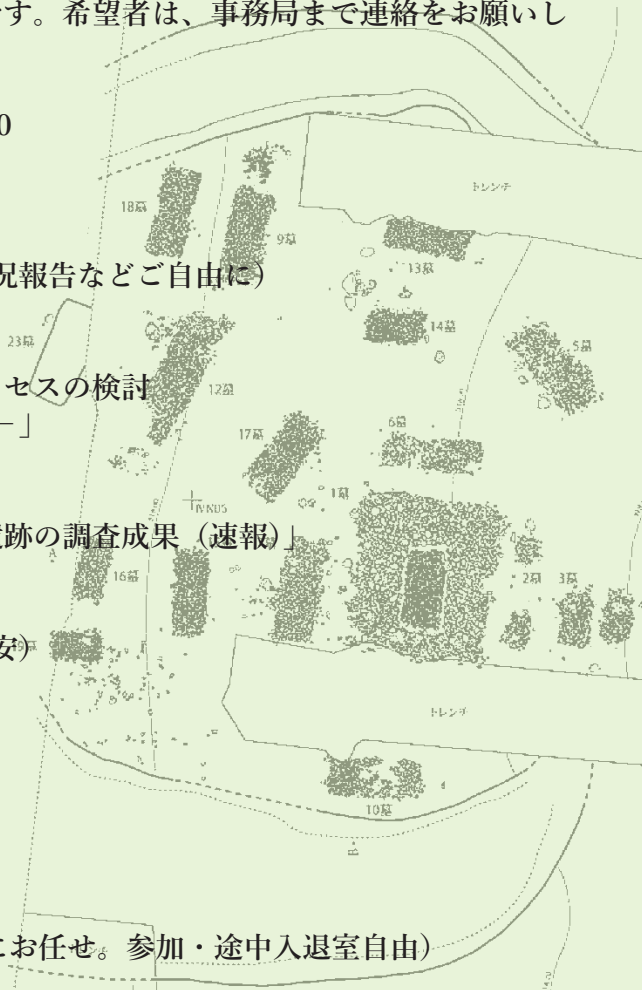 す。希望者は、事務局まで連絡をお願いし
0
トレンチ
18墓
9墓
13墓
況報告などご自由に）
14墓
23墓
5墓
セスの検討
12墓
－」
6墓
17墓
1墓
跡の調査成果（速報）」
A
16墓
2墓
3墓
安）
トレンチ
10墓
B
にお任せ。参加・途中入退室自由）